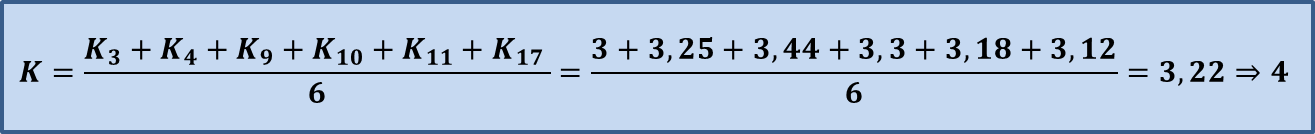 K = (K₃ + K₄ + K₉ + K₁₀ + K₁₁ + K₁₇) / 6 = (3 + 3,25 + 3,44 + 3,3 + 3,18 + 3,12) / 6 = 3,22 ⇒ 4